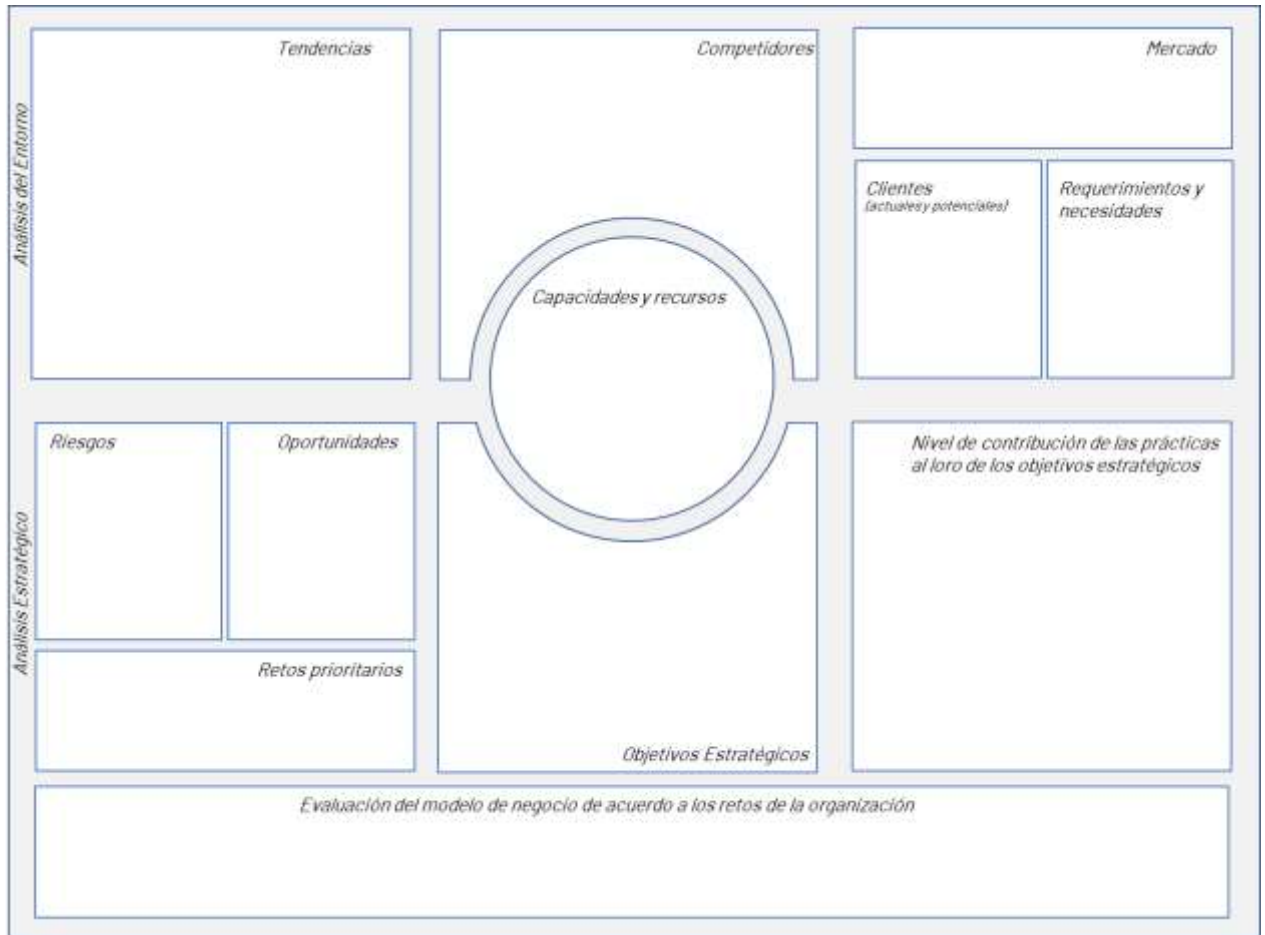 Análisis del Entorno
Tendencias
Competidores
Mercado
Clientes
(actuales y potenciales)
Requerimientos y
necesidades
Capacidades y recursos
Análisis Estratégico
Riesgos
Oportunidades
Retos prioritarios
Objetivos Estratégicos
Nivel de contribución de las prácticas
al loro de los objetivos estratégicos
Evaluación del modelo de negocio de acuerdo a los retos de la organización